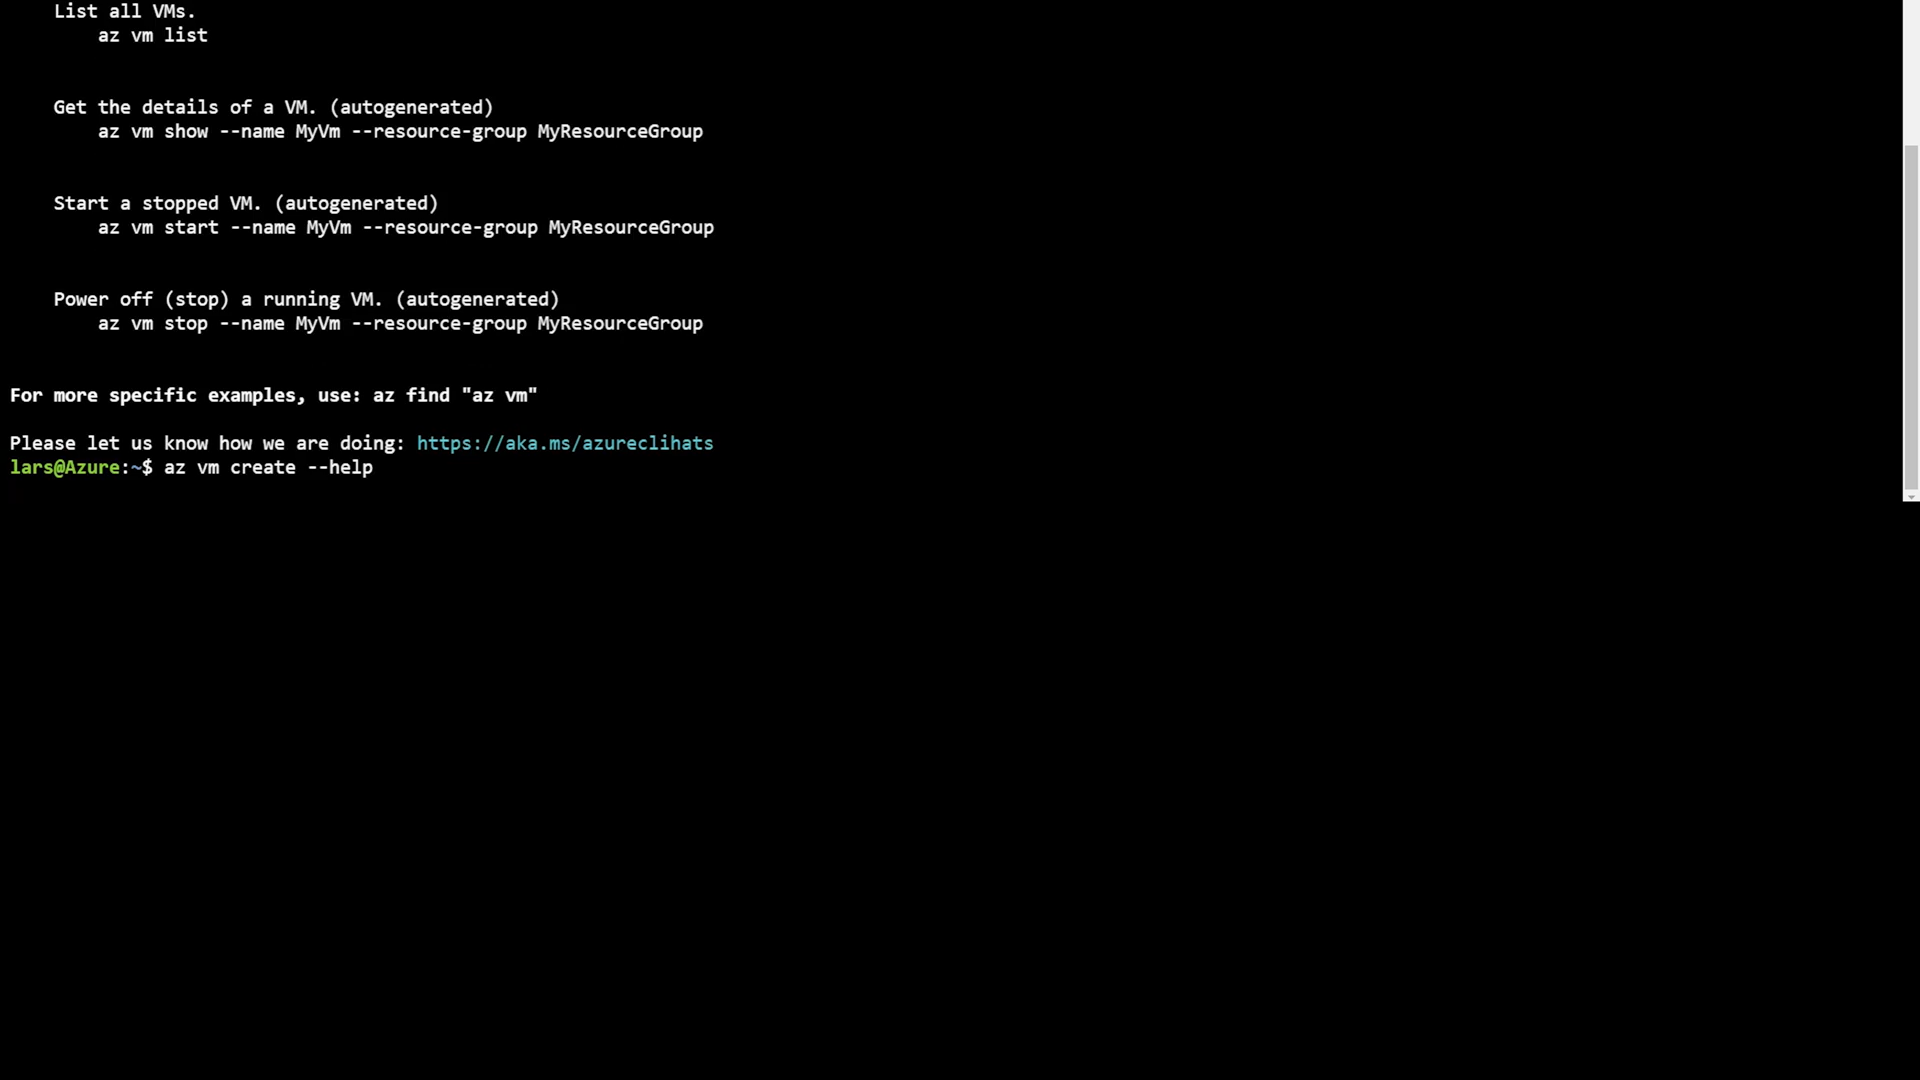 List all VMs.
az vm list
Get the details of a VM. (autogenerated)
az vm show --name MyVm --resource-group MyResourceGroup
Start a stopped VM. (autogenerated)
az vm start --name MyVm --resource-group MyResourceGroup
Power off (stop) a running VM. (autogenerated)
az vm stop --name MyVm --resource-group MyResourceGroup
For more specific examples, use: az find "az vm"
Please let us know how we are doing: https://aka.ms/azureclihats
lars@Azure:~$ az vm create --help